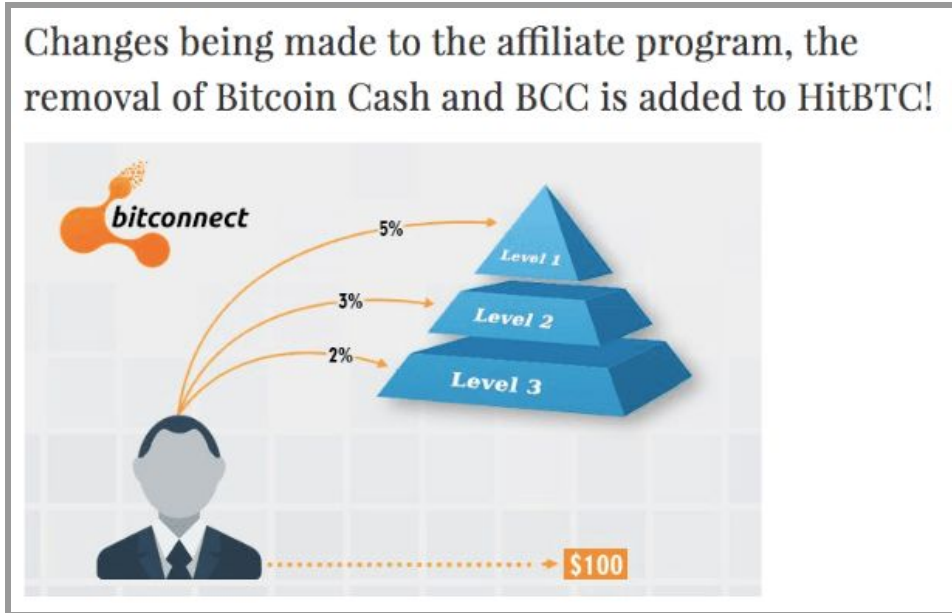 Changes being made to the affiliate program, the
removal of Bitcoin Cash and BCC is added to HitBTC!
bitconnect
5%
Level 1
3%
Level 2
2%
Level 3
$100